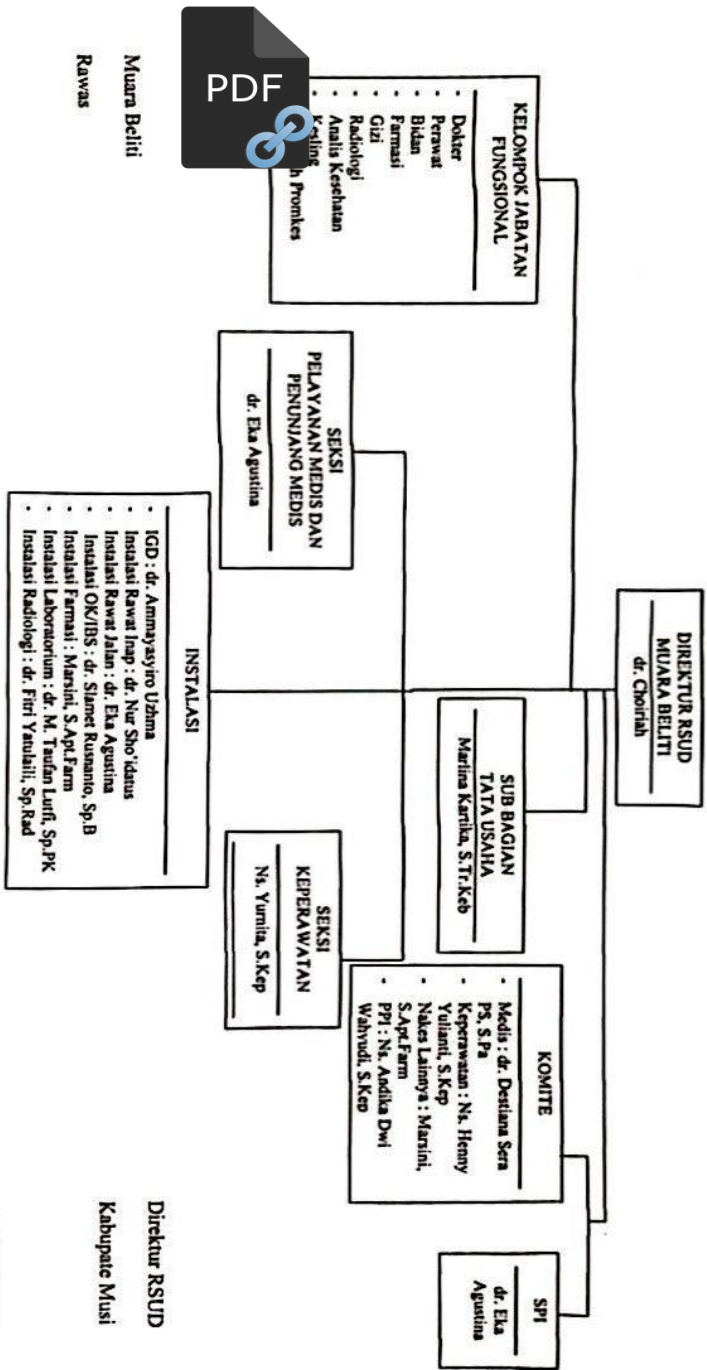 DIREKTUR RSUD
MUARA BELITI
dr. Choiriah
KELOMPOK JABATAN
FUNGSIONAL
• Dokter
• Perawat
• Bidan
• Farmasi
• Gizi
• Radiologi
• Analis Kesehatan
Kesling
Promkes
SUB BAGIAN
TATA USAHA
Martina Kartika, S.Tr.Keb
KOMITE
• Medis : dr. Destiana Sera
PS, S.Pa
• Keperawatan : Ns. Henny
Yulianti, S.Kep
• Nakes Lainnya : Marsini,
S.Apt.Farm
• PPI : Ns. Andika Dwi
Wahyudi, S.Kep
SPI
dr. Eka
Agustina
SEKSI
PELAYANAN MEDIS DAN
PENUNJANG MEDIS
dr. Eka Agustina
SEKSI
KEPERAWATAN
Ns. Yurnita, S.Kep
INSTALASI
• IGD : dr. Ammayasyiro Uzhma
• Instalasi Rawat Inap : dr. Nur Sho'idatus
• Instalasi Rawat Jalan : dr. Eka Agustina
• Instalasi OK/IBS : dr. Slamet Rusnanto, Sp.B
• Instalasi Farmasi : Marsini, S.Apt.Farm
• Instalasi Laboratorium : dr. M. Taufan Lutfi, Sp.PK
• Instalasi Radiologi : dr. Fitri Yatulaili, Sp.Rad
PDF
Muara Beliti
Rawas
Direktur RSUD
Kabupate Musi